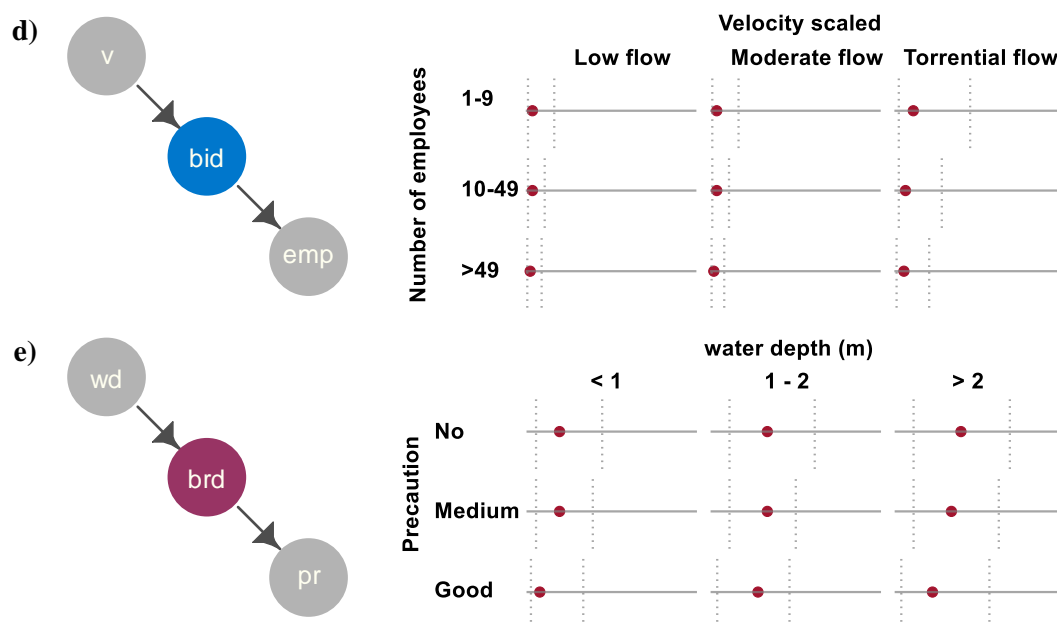 d)
v
bid
emp
Velocity scaled
Low flow Moderate flow Torrential flow
Number of employees
1-9
10-49
>49
e)
wd
brd
pr
water depth (m)
< 1 1 - 2 > 2
Precaution
No
Medium
Good